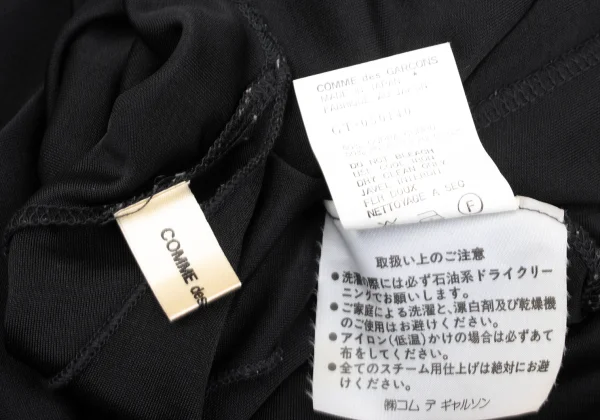 COMME des
COMME des GARCONS
MADE
GT-
DO NOT BLEACH
DRY CLEAN ONLY
FER DOUX
NETTOYAGE A SEC
F
取扱い上のご注意
●洗濯の際には必ず石油系ドライクリー
ニングでお願いします。
●ご家庭による洗濯と、漂白剤及び乾燥機
のご使用はお避けください。
●アイロン(低温)かけの場合は必ずあて
布をしてください。
●全てのスチーム用仕上げは絶対にお避
けください。
㈱コム デ ギャルソン